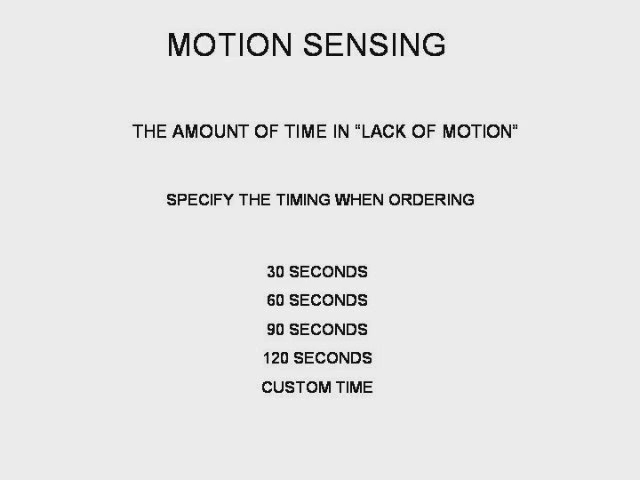 MOTION SENSING
THE AMOUNT OF TIME IN "LACK OF MOTION"
SPECIFY THE TIMING WHEN ORDERING
30 SECONDS
60 SECONDS
90 SECONDS
120 SECONDS
CUSTOM TIME